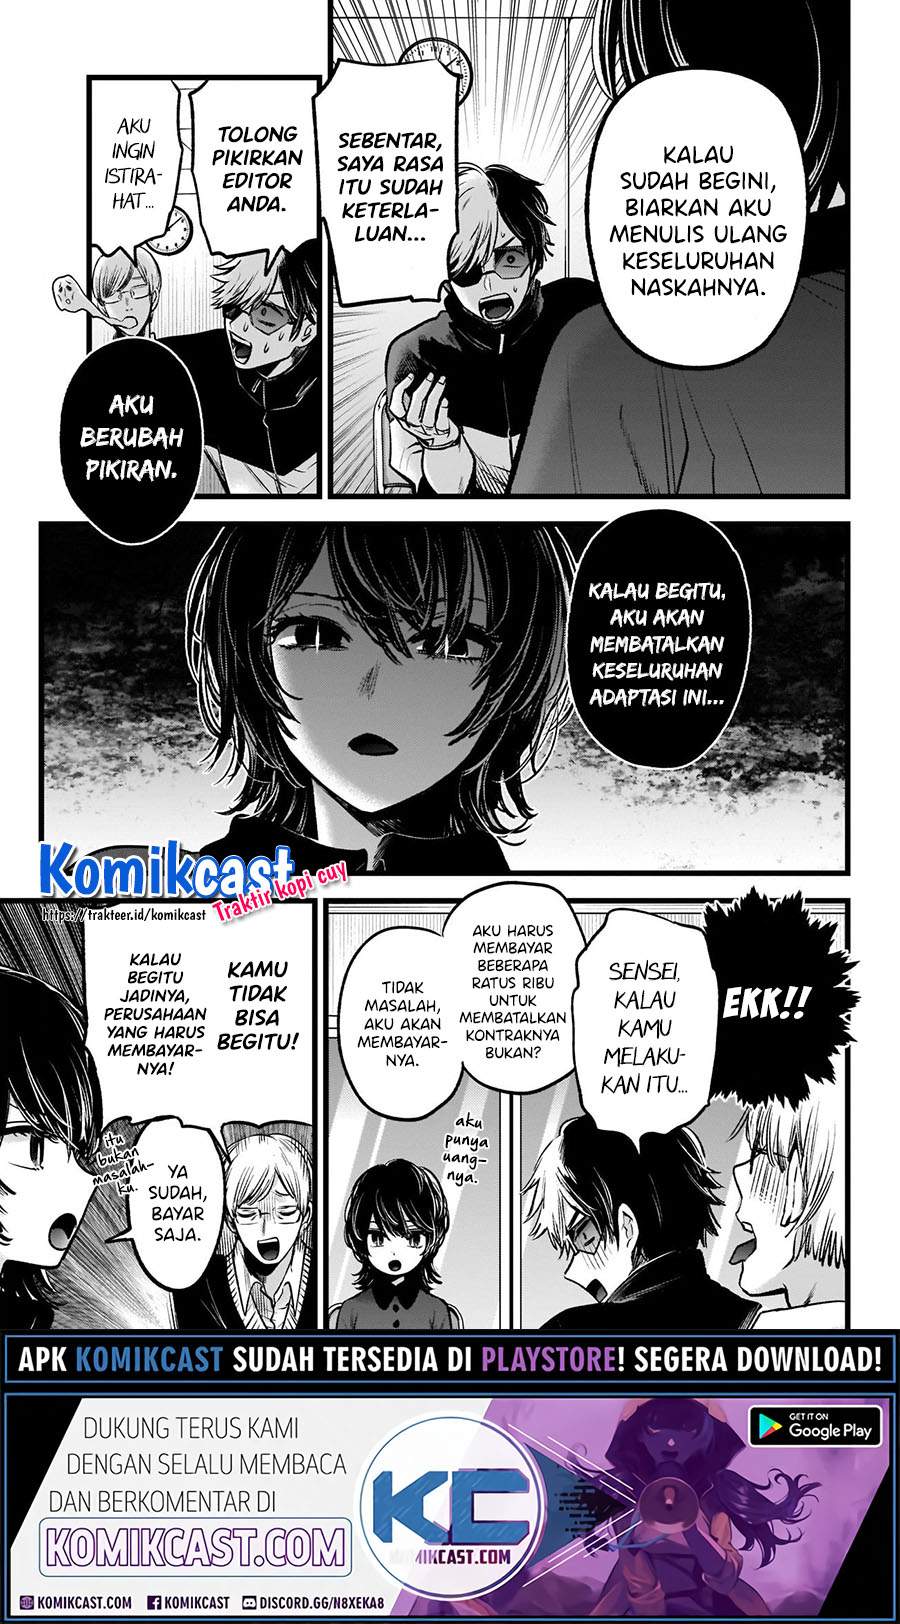 KALAU
SUDAH BEGINI,
BIARKAN AKU
MENULIS ULANG
KESELURUHAN
NASKAHNYA.
SEBENTAR,
SAYA RASA
ITU SUDAH
KETERLA-
LUAN...
TOLONG
PIKIRKAN
EDITOR
ANDA.
AKU
INGIN
ISTIRA-
HAT...
AKU
BERUBAH
PIKIRAN.
KALAU BEGITU,
AKU AKAN
MEMBATALKAN
KESELURUHAN
ADAPTASI INI...
Komikcast
Traktir kopi cuy
https://trakteer.id/komikcast
EKK!!
SENSEI,
KALAU
KAMU
MELAKU-
KAN ITU...
AKU HARUS
MEMBAYAR
BEBERAPA
RATUS RIBU
UNTUK
MEMBATALKAN
KONTRAKNYA
BUKAN?
TIDAK
MASALAH,
AKU AKAN
MEMBAYAR-
NYA.
aku
punya
uang-
nya.
KAMU
TIDAK
BISA
BEGITU!
KALAU
BEGITU
JADINYA,
PERUSAHAAN
YANG HARUS
MEMBAYAR-
NYA!
YA
SUDAH,
BAYAR
SAJA.
itu
bukan
masalah-
ku.
APK KOMIKCAST SUDAH TERSEDIA DI PLAYSTORE! SEGERA DOWNLOAD!
DUKUNG TERUS KAMI
DENGAN SELALU MEMBACA
DAN BERKOMENTAR DI
KOMIKCAST.COM
KOMIKCAST.COM
KOMIKCAST
DISCORD.GG/N8XEKA8
KC
KOMIKCAST.COM
GET IT ON
Google Play